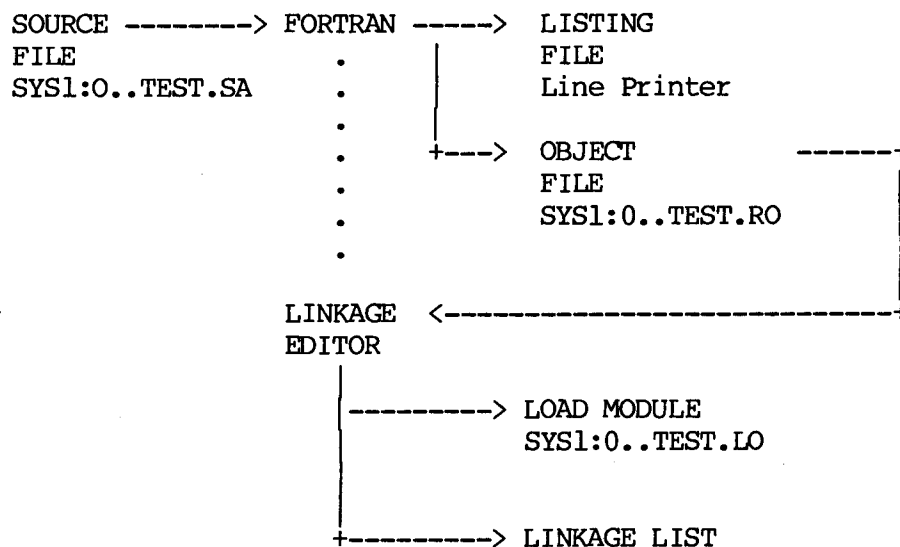 SOURCE --------> FORTRAN -----> LISTING
FILE . FILE
SYS1:0..TEST.SA . Line Printer
.
. +---> OBJECT ------+
. FILE
. SYS1:0..TEST.RO
.
LINKAGE <-----------------------------+
EDITOR
---------> LOAD MODULE
SYS1:0..TEST.LO
+---------> LINKAGE LIST